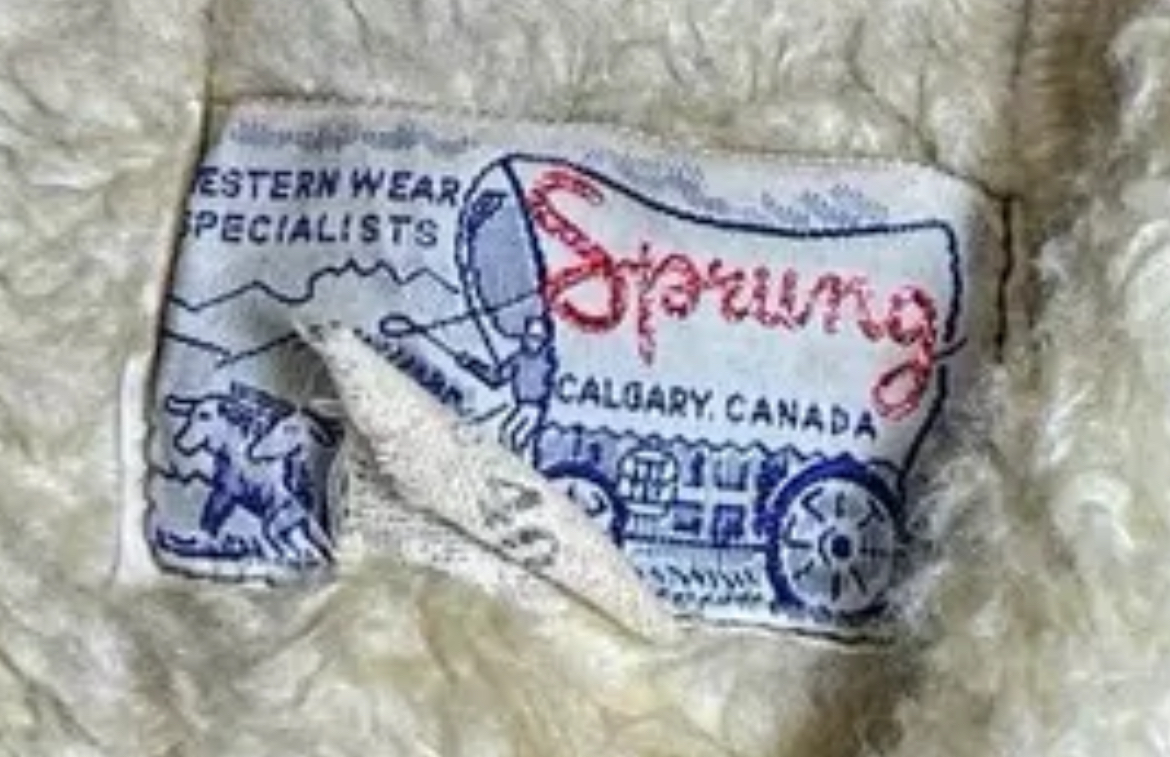 ESTERN WEAR
SPECIALISTS
Sprung
CALGARY. CANADA